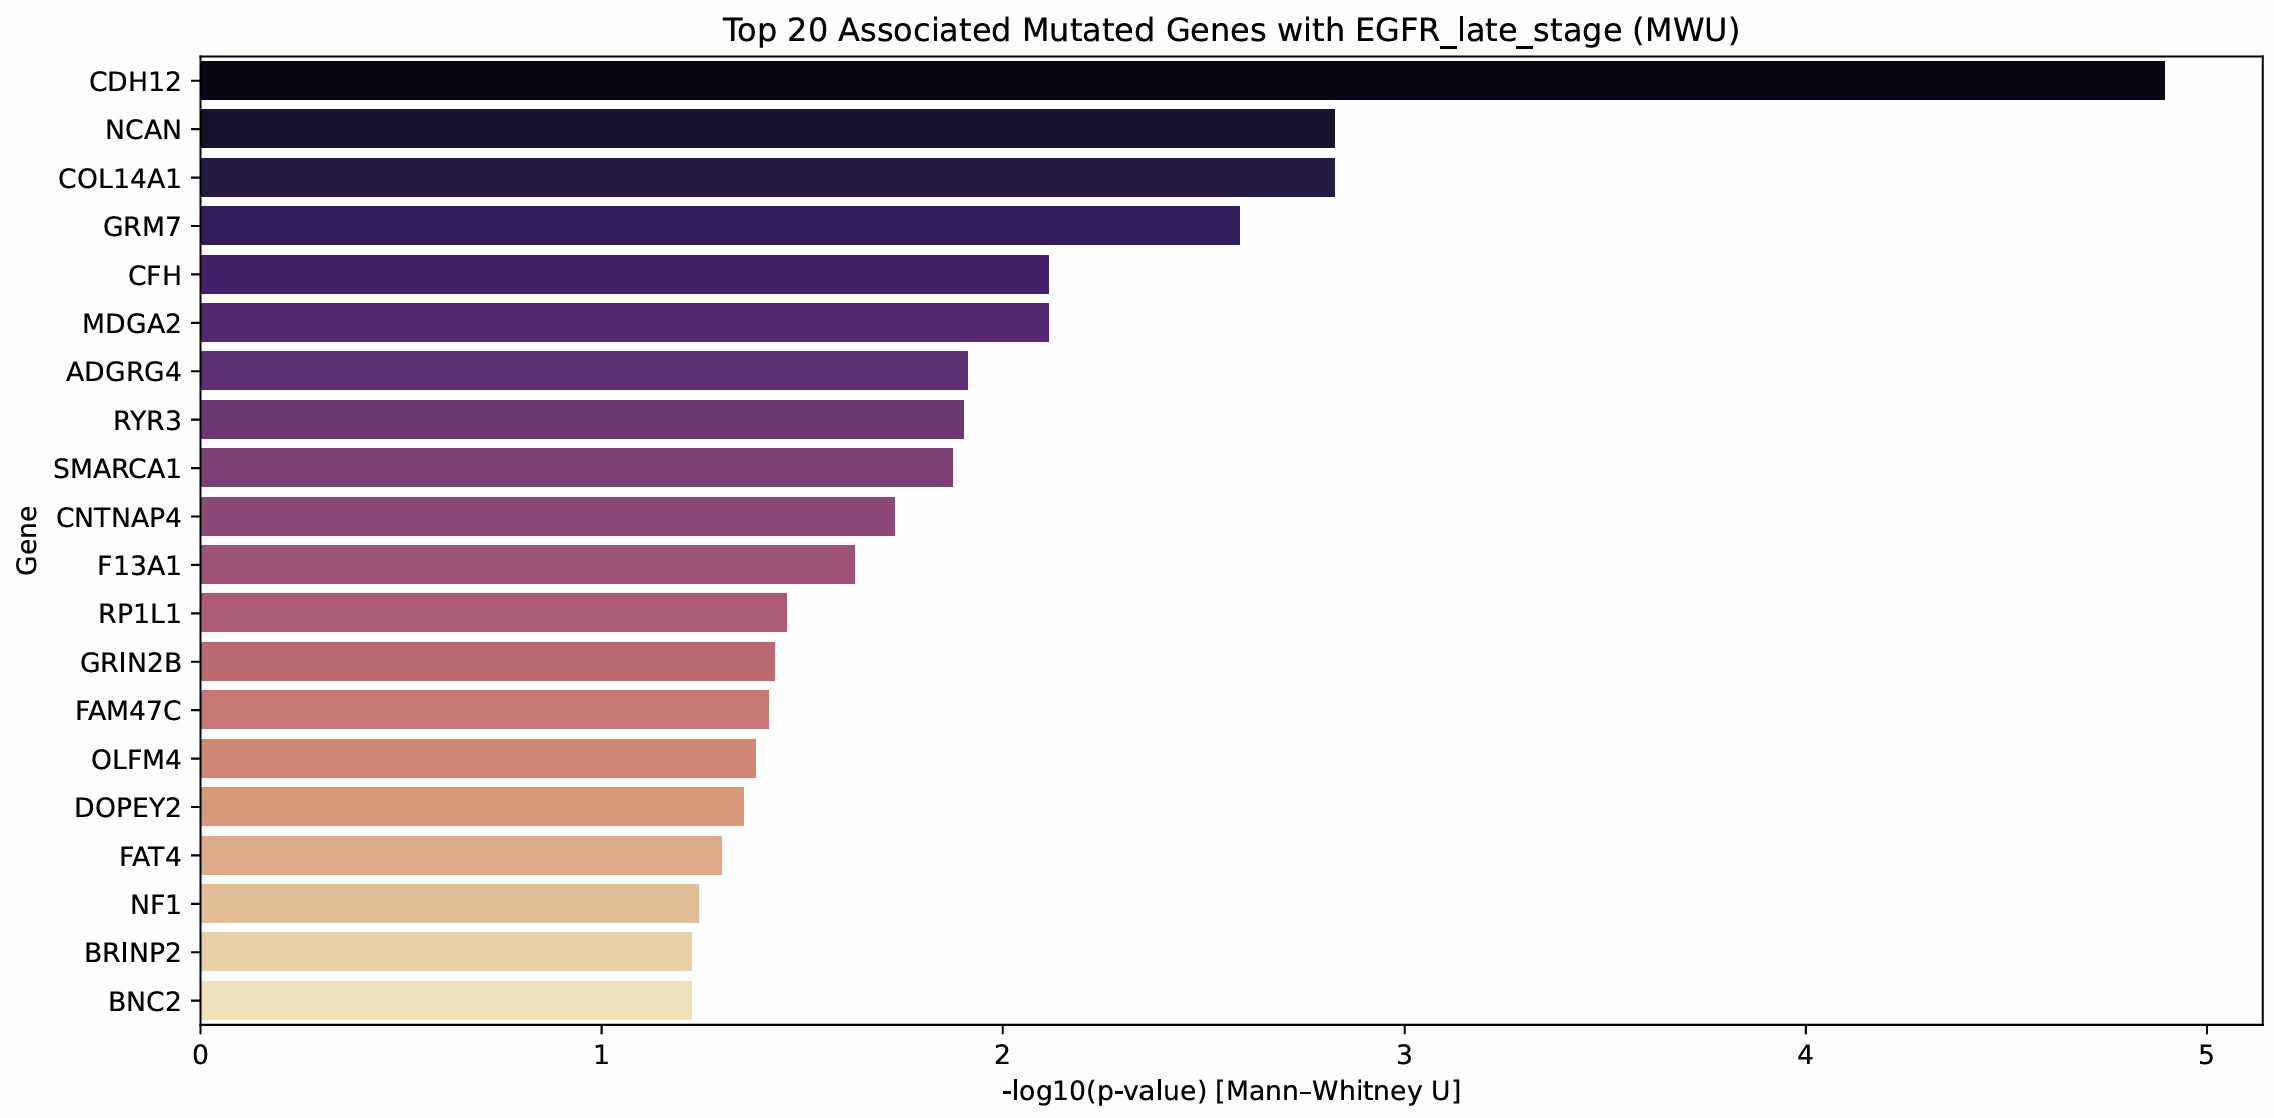 Top 20 Associated Mutated Genes with EGFR_late_stage (MWU)
Gene
CDH12
NCAN
COL14A1
GRM7
CFH
MDGA2
ADGRG4
RYR3
SMARCA1
CNTNAP4
F13A1
RP1L1
GRIN2B
FAM47C
OLFM4
DOPEY2
FAT4
NF1
BRINP2
BNC2
0 1 2 3 4 5
-log10(p-value) [Mann–Whitney U]